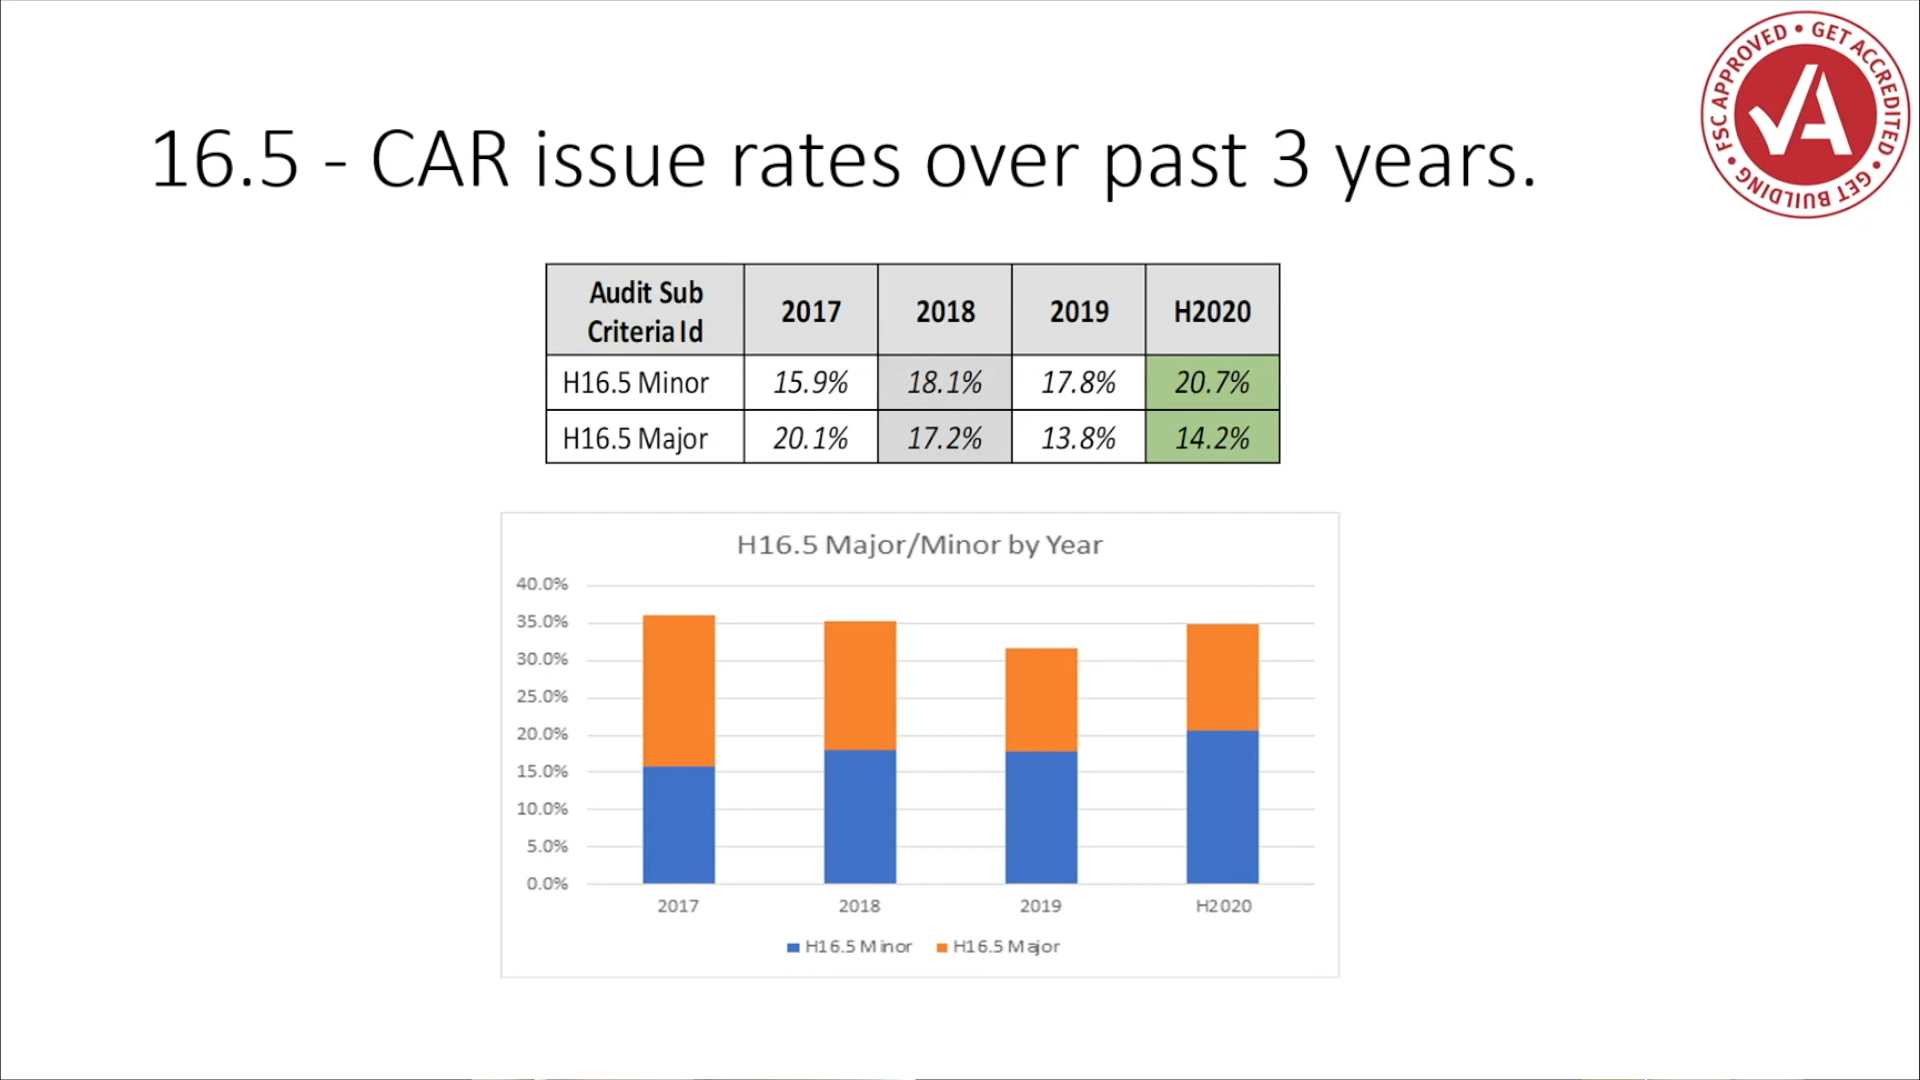 16.5 - CAR issue rates over past 3 years.
FSC APPROVED • GET ACCREDITED • GET BUILDING •
Audit Sub Criteria Id 2017 2018 2019 H2020
H16.5 Minor 15.9% 18.1% 17.8% 20.7%
H16.5 Major 20.1% 17.2% 13.8% 14.2%
H16.5 Major/Minor by Year
40.0%
35.0%
30.0%
25.0%
20.0%
15.0%
10.0%
5.0%
0.0%
2017 2018 2019 H2020
H16.5 Minor H16.5 Major